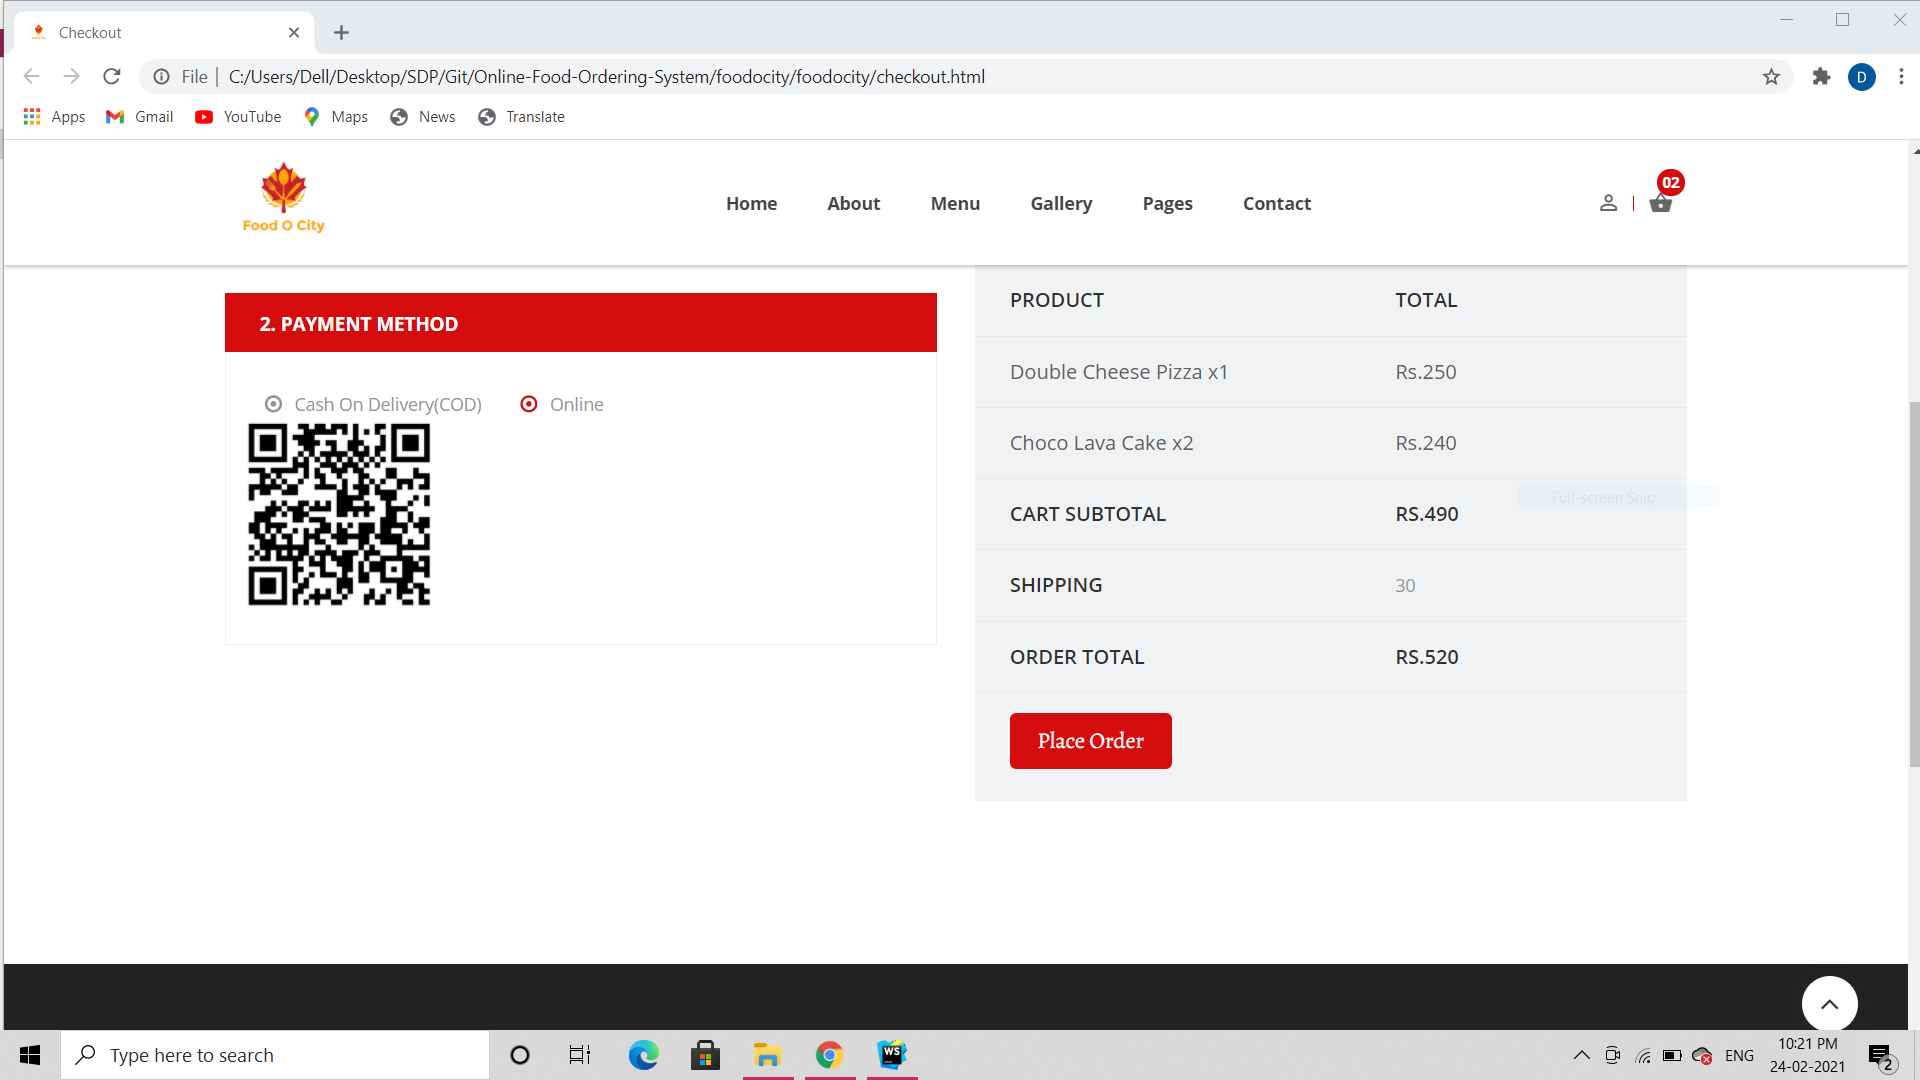 Checkout
File | C:/Users/Dell/Desktop/SDP/Git/Online-Food-Ordering-System/foodocity/foodocity/checkout.html
D
Apps Gmail YouTube Maps News Translate
Food O City
Home About Menu Gallery Pages Contact
02
2. PAYMENT METHOD
Cash On Delivery(COD) Online
PRODUCT TOTAL
Double Cheese Pizza x1 Rs.250
Choco Lava Cake x2 Rs.240
Full-screen Snip
CART SUBTOTAL RS.490
SHIPPING 30
ORDER TOTAL RS.520
Place Order
Type here to search
WS
ENG
10:21 PM
24-02-2021
2